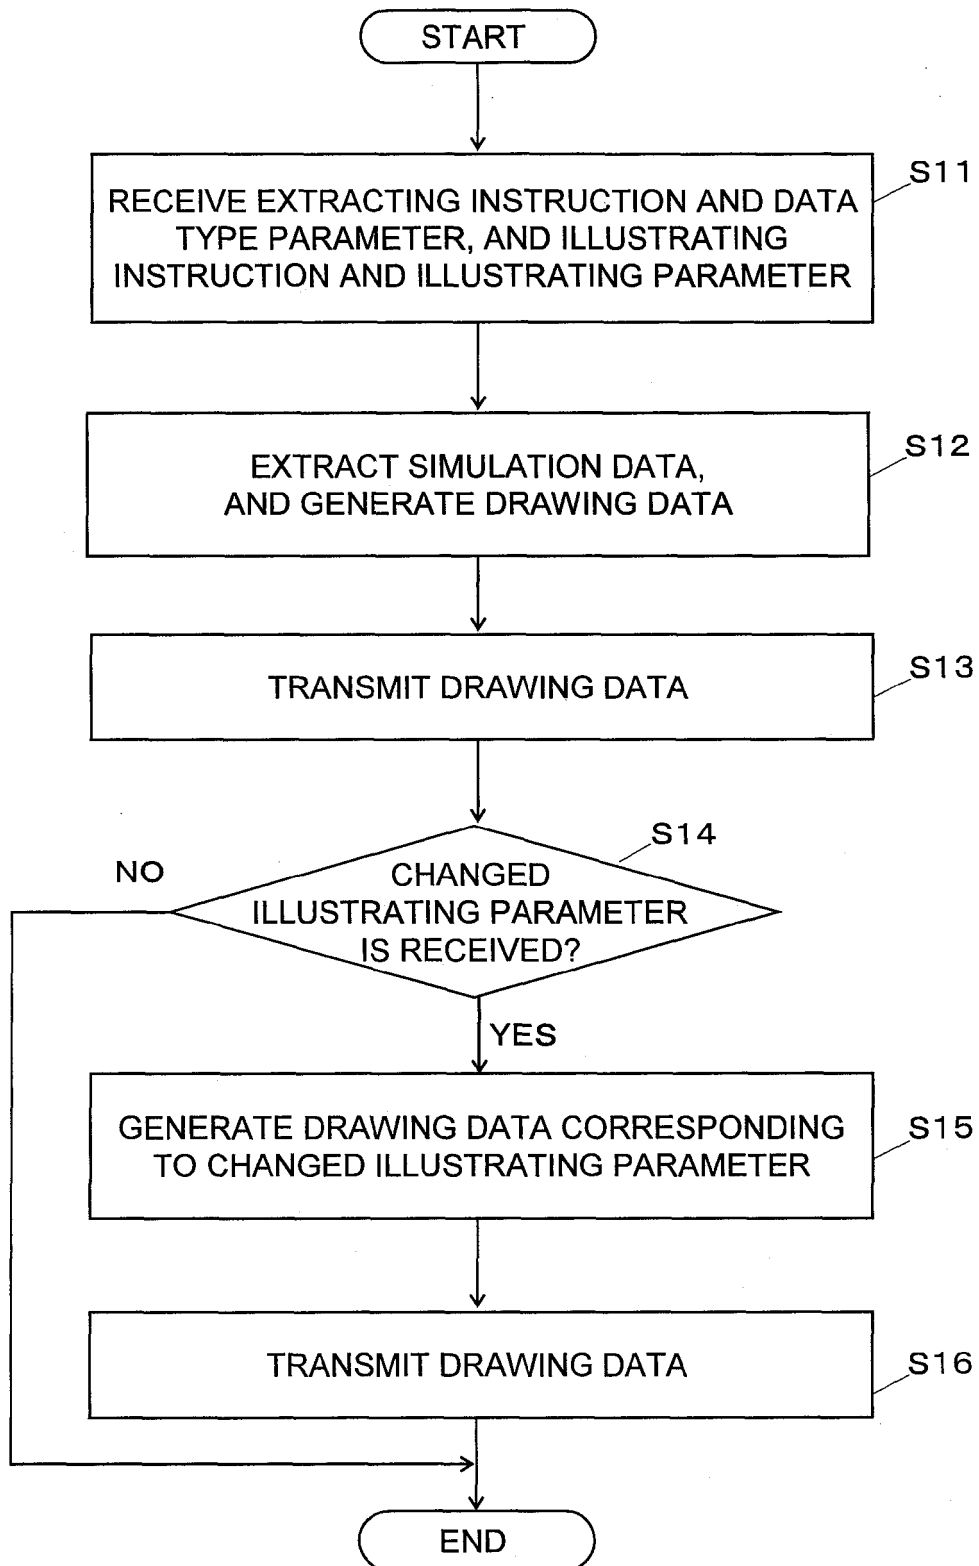 START
S11
RECEIVE EXTRACTING INSTRUCTION AND DATA
TYPE PARAMETER, AND ILLUSTRATING
INSTRUCTION AND ILLUSTRATING PARAMETER
S12
EXTRACT SIMULATION DATA,
AND GENERATE DRAWING DATA
S13
TRANSMIT DRAWING DATA
S14
NO
CHANGED
ILLUSTRATING PARAMETER
IS RECEIVED?
YES
GENERATE DRAWING DATA CORRESPONDING
TO CHANGED ILLUSTRATING PARAMETER
S15
TRANSMIT DRAWING DATA
S16
END